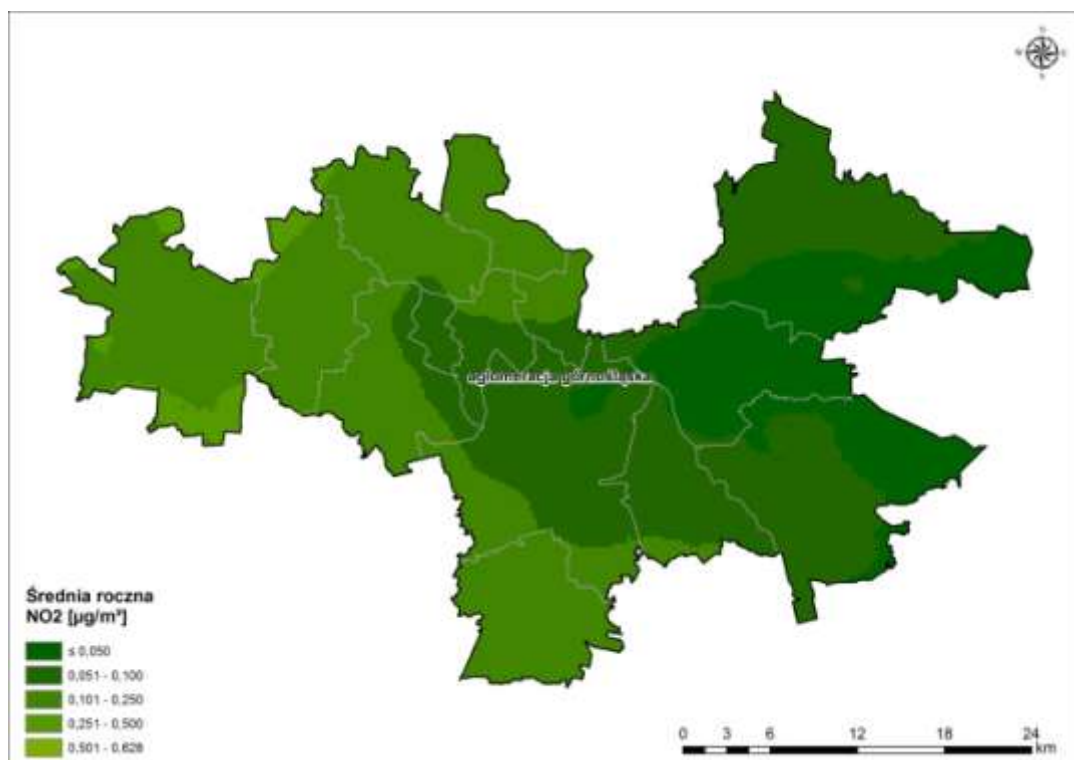 aglomeracja górnośląska
Średnia roczna
NO2 [µg/m³]
≤ 0,050
0,051 - 0,100
0,101 - 0,250
0,251 - 0,500
0,501 - 0,628
0 3 6 12 18 24
km